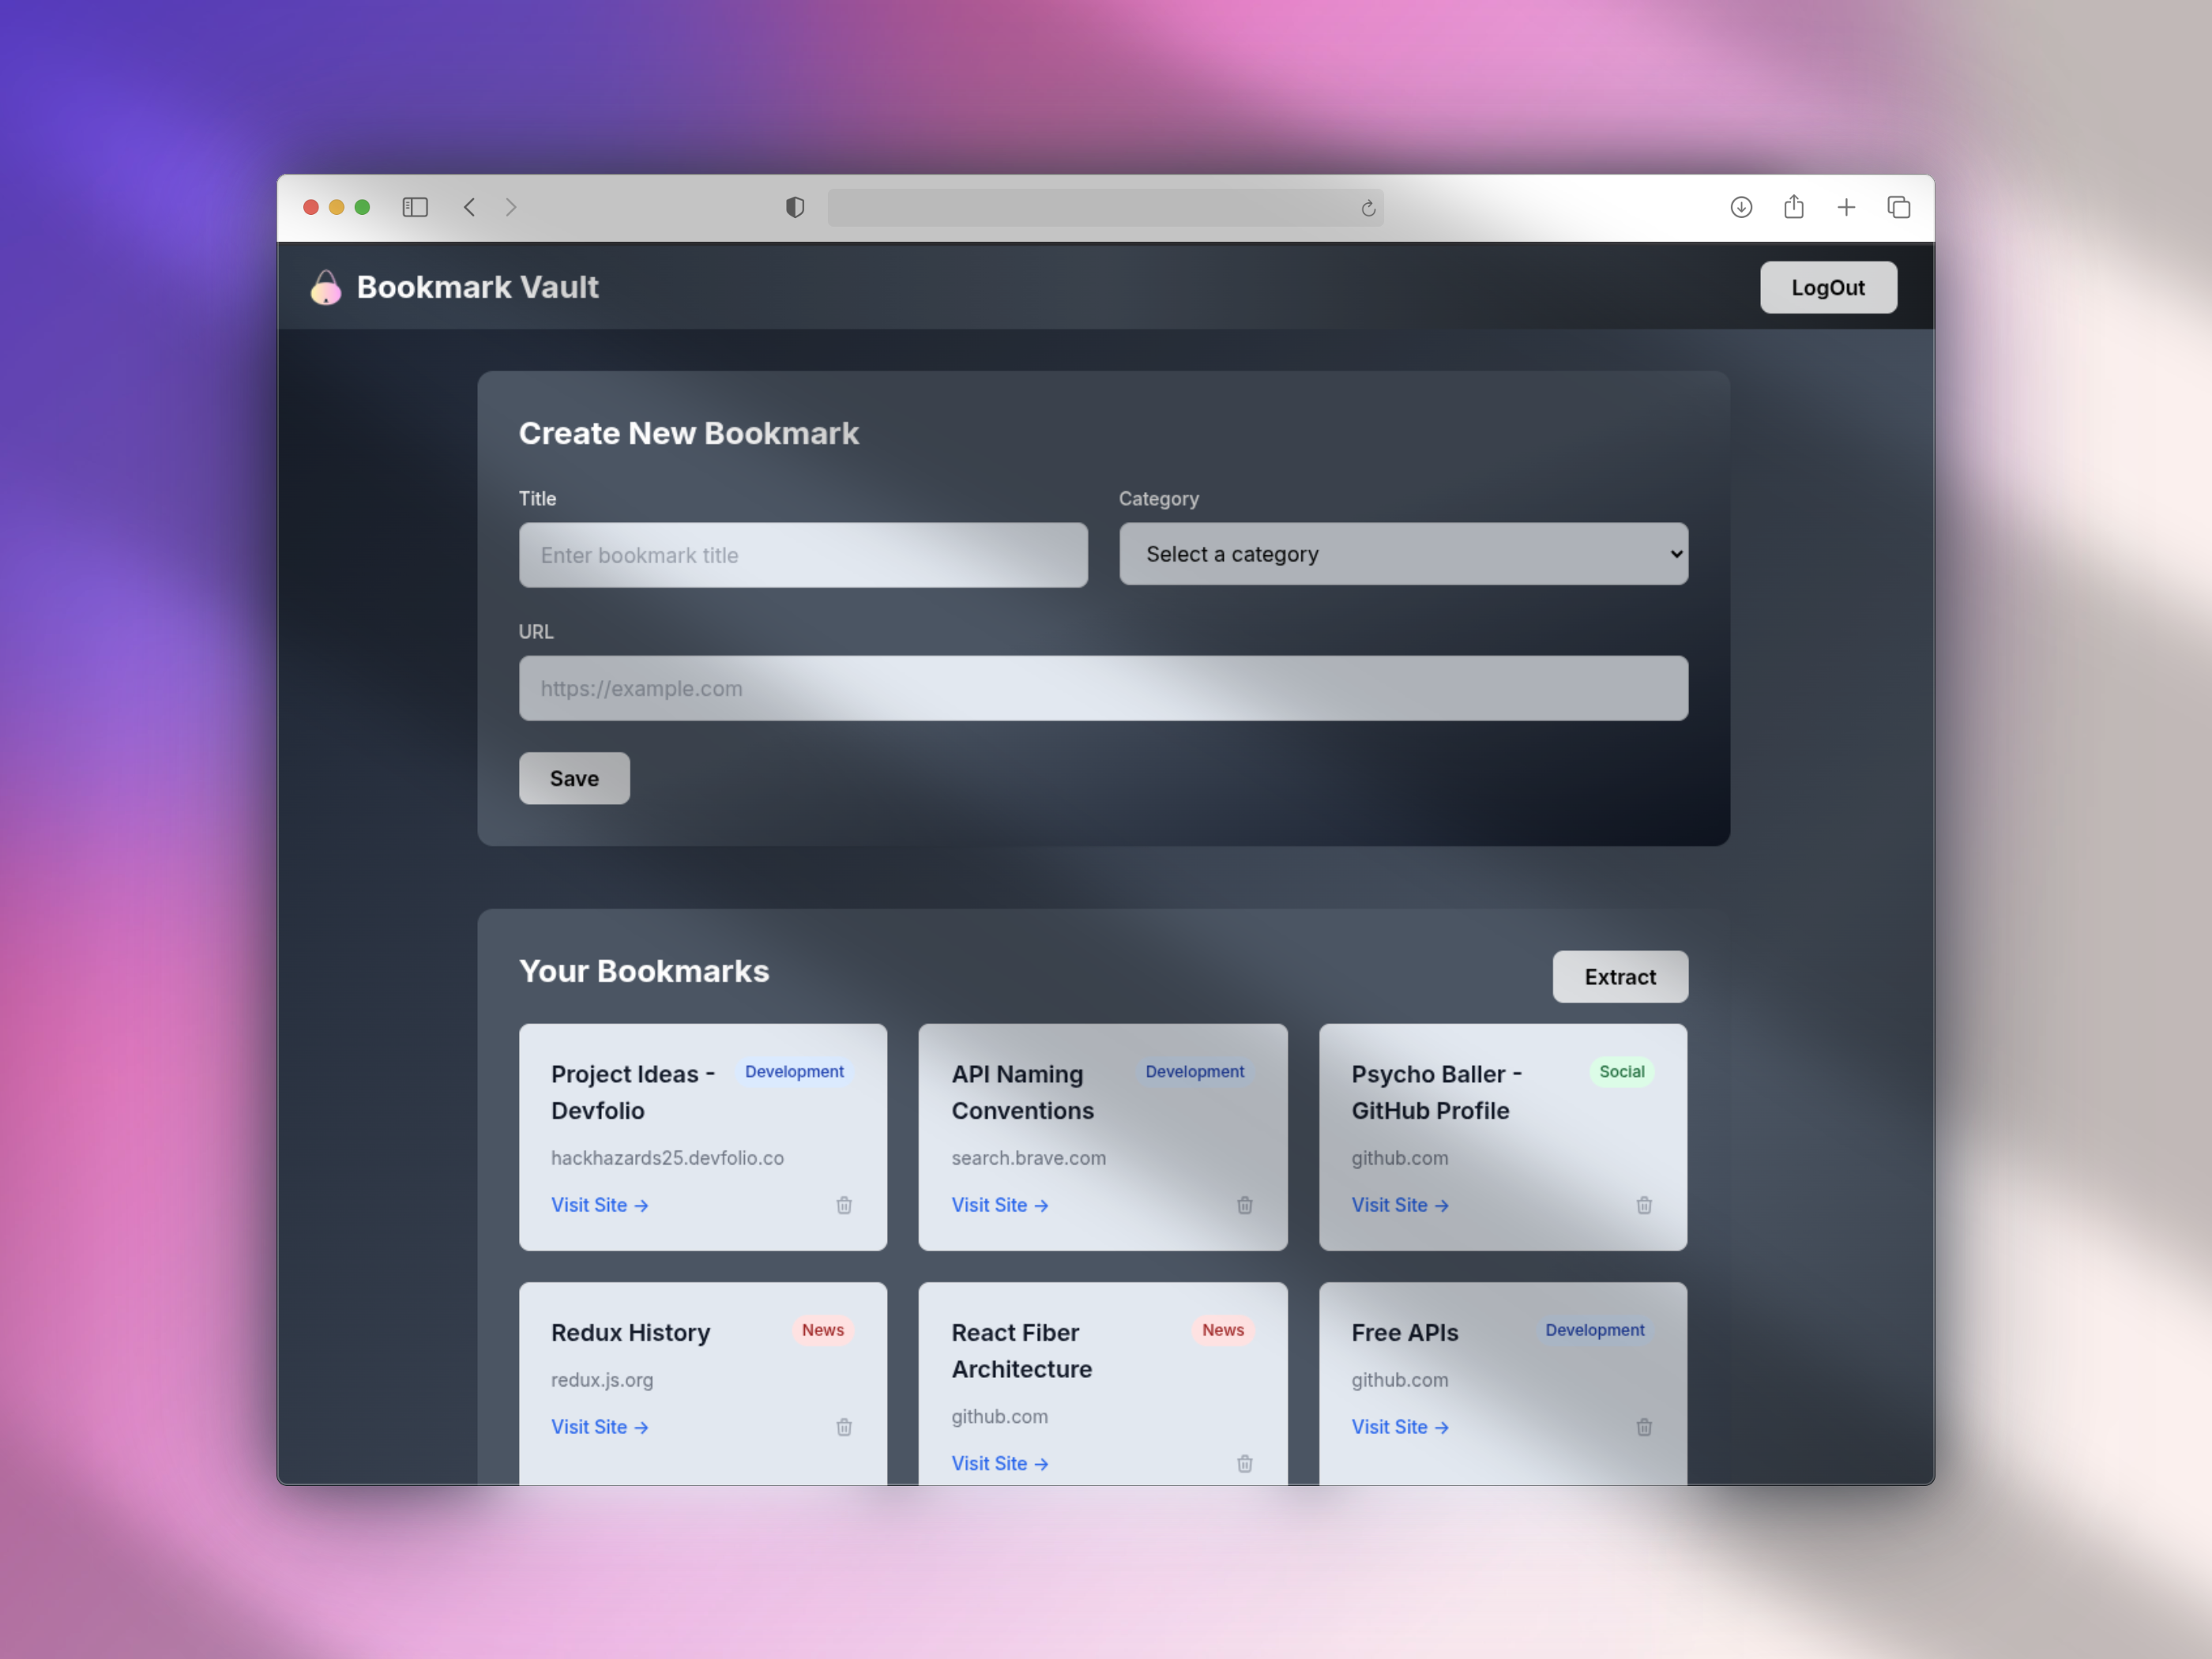 Bookmark Vault
LogOut
Create New Bookmark
Title
Category
Enter bookmark title
Select a category
URL
https://example.com
Save
Your Bookmarks
Extract
Project Ideas -
Devfolio
Development
hackhazards25.devfolio.co
Visit Site →
API Naming
Conventions
Development
search.brave.com
Visit Site →
Psycho Baller -
GitHub Profile
Social
github.com
Visit Site →
Redux History
News
redux.js.org
Visit Site →
React Fiber
Architecture
News
github.com
Visit Site →
Free APIs
Development
github.com
Visit Site →